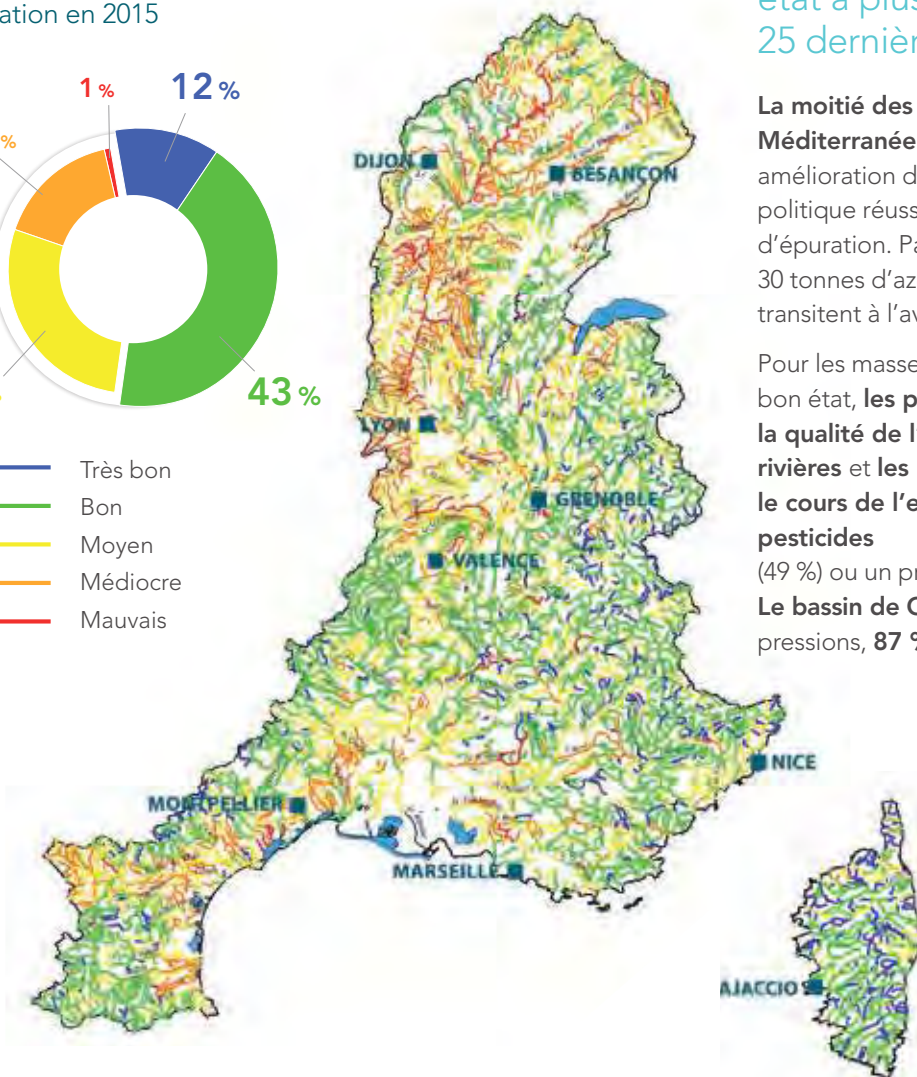 ation en 2015
1 %
12 %
%
43 %
Très bon
Bon
Moyen
Médiocre
Mauvais
DIJON
BESANCON
LYON
GRENOBLE
VALENCE
NICE
MONTPELLIER
MARSEILLE
AJACCIO
état à plus
25 dernièr
La moitié des
Méditerranée
amélioration d
politique réuss
d'épuration. Pa
30 tonnes d'az
transitent à l'av
Pour les masse
bon état, les p
la qualité de l'
rivières et les
le cours de l'e
pesticides
(49 %) ou un pr
Le bassin de C
pressions, 87 %